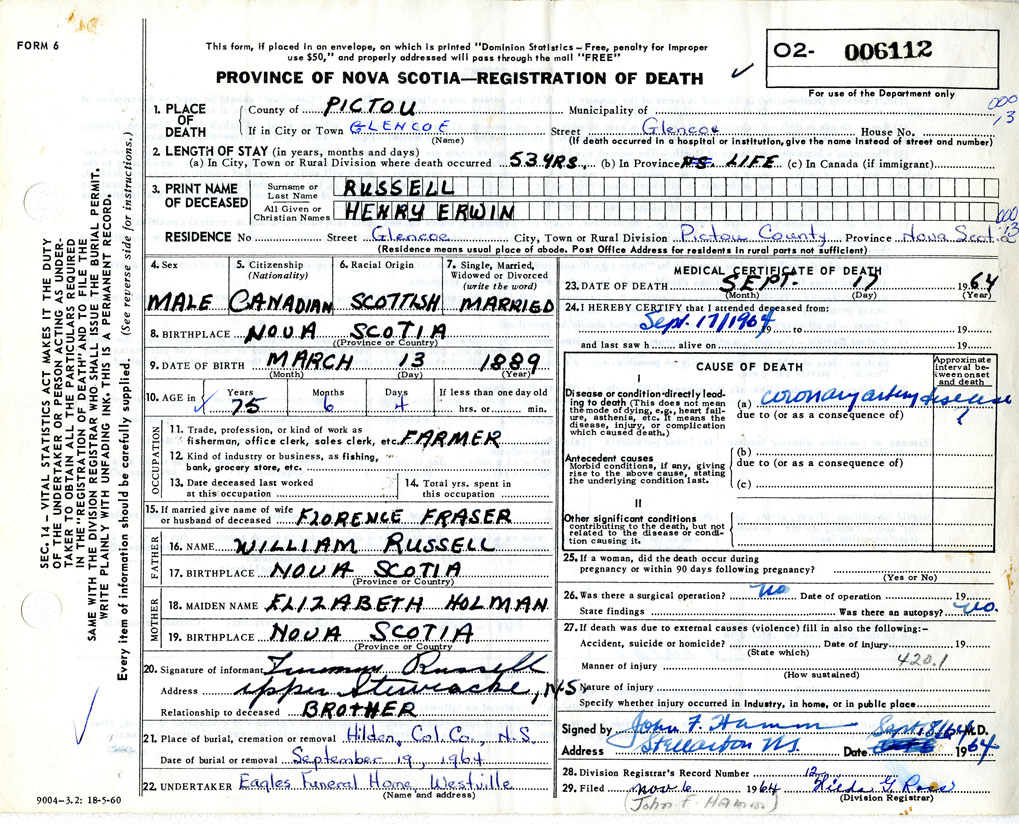 FORM 6
This form, if placed in an envelope, on which is printed "Dominion Statistics – Free, penalty for improper
use $50," and properly addressed will pass through the mail "FREE"
PROVINCE OF NOVA SCOTIA—REGISTRATION OF DEATH ✓
O2- 006112
For use of the Department only
000
13
1. PLACE OF DEATH
County of PICTOU Municipality of
If in City or Town GLENCOE Street Glencoe House No.
(Name) (If death occurred in a hospital or institution, give the name instead of street and number)
2. LENGTH OF STAY (in years, months and days)
(a) In City, Town or Rural Division where death occurred 53 YRS. (b) In Province LIFE (c) In Canada (if immigrant)
3. PRINT NAME OF DECEASED
Surname or Last Name RUSSELL
All Given or Christian Names HENRY ERWIN
000
13
RESIDENCE No Street Glencoe City, Town or Rural Division Pictou County Province Nova Scotia
(Residence means usual place of abode. Post Office Address for residents in rural parts not sufficient)
4. Sex 5. Citizenship (Nationality) 6. Racial Origin 7. Single, Married, Widowed or Divorced (write the word)
MALE CANADIAN SCOTTISH MARRIED
8. BIRTHPLACE NOVA SCOTIA
(Province or Country)
9. DATE OF BIRTH MARCH 13 1889
(Month) (Day) (Year)
10. AGE in Years Months Days If less than one day old
✓ 75 6 4 hrs. or min.
OCCUPATION
11. Trade, profession, or kind of work as
fisherman, office clerk, sales clerk, etc. FARMER
12. Kind of industry or business, as fishing,
bank, grocery store, etc.
13. Date deceased last worked
at this occupation
14. Total yrs. spent in
this occupation
15. If married give name of wife
or husband of deceased FLORENCE FRASER
FATHER
16. NAME WILLIAM RUSSELL
17. BIRTHPLACE NOVA SCOTIA
(Province or Country)
MOTHER
18. MAIDEN NAME ELIZABETH HOLMAN
19. BIRTHPLACE NOVA SCOTIA
(Province or Country)
20. Signature of informant Russell
Address upper Stewiacke, N.S.
Relationship to deceased BROTHER
21. Place of burial, cremation or removal Hilden, Col. Co., N.S.
Date of burial or removal September 19, 1964
22. UNDERTAKER Eagles Funeral Home, Westville
(Name and address)
9004-3.2: 18-5-60
MEDICAL CERTIFICATE OF DEATH
23. DATE OF DEATH SEPT. 17 1964
(Month) (Day) (Year)
24. I HEREBY CERTIFY that I attended deceased from:
Sept. 17/1964 19 to 19
and last saw h alive on 19
CAUSE OF DEATH
Approximate interval between onset and death
I
Disease or condition directly leading to death (This does not mean the mode of dying, e.g., heart failure, asthenia, etc. It means the disease, injury, or complication which caused death.)
(a) coronary artery disease
due to (or as a consequence of)
Antecedent causes
Morbid conditions, if any, giving rise to the above cause, stating the underlying condition last.
(b)
due to (or as a consequence of)
(c)
II
Other significant conditions
contributing to the death, but not related to the disease or condition causing it.
25. If a woman, did the death occur during
pregnancy or within 90 days following pregnancy?
(Yes or No)
26. Was there a surgical operation? no Date of operation 19
State findings Was there an autopsy? no.
27. If death was due to external causes (violence) fill in also the following:–
Accident, suicide or homicide? Date of injury 19
(State which)
420.1
Manner of injury
(How sustained)
Nature of injury
Specify whether injury occurred in industry, in home, or in public place
Signed by John F. Hamm Sept 18/64 M.D.
Address Stellarton NS Date 1964
28. Division Registrar's Record Number 12
29. Filed Nov 6 1964 Hilda G Ross
(John F. Hamm) (Division Registrar)
SEC. 14 – VITAL STATISTICS ACT MAKES IT THE DUTY
OF THE UNDERTAKER OR PERSON ACTING AS UNDER-
TAKER TO OBTAIN ALL THE PARTICULARS REQUIRED
IN THE "REGISTRATION OF DEATH" AND TO FILE THE
SAME WITH THE DIVISION REGISTRAR WHO SHALL ISSUE THE BURIAL PERMIT.
WRITE PLAINLY WITH UNFADING INK. THIS IS A PERMANENT RECORD.
Every item of information should be carefully supplied. (See reverse side for instructions.)